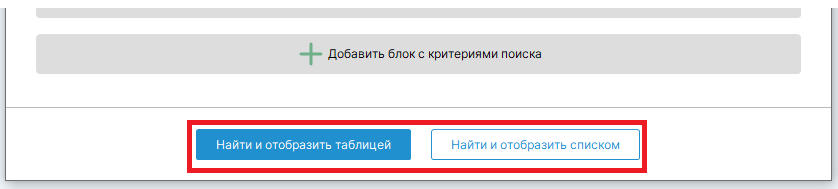 Добавить блок с критериями поиска
Найти и отобразить таблицей
Найти и отобразить списком